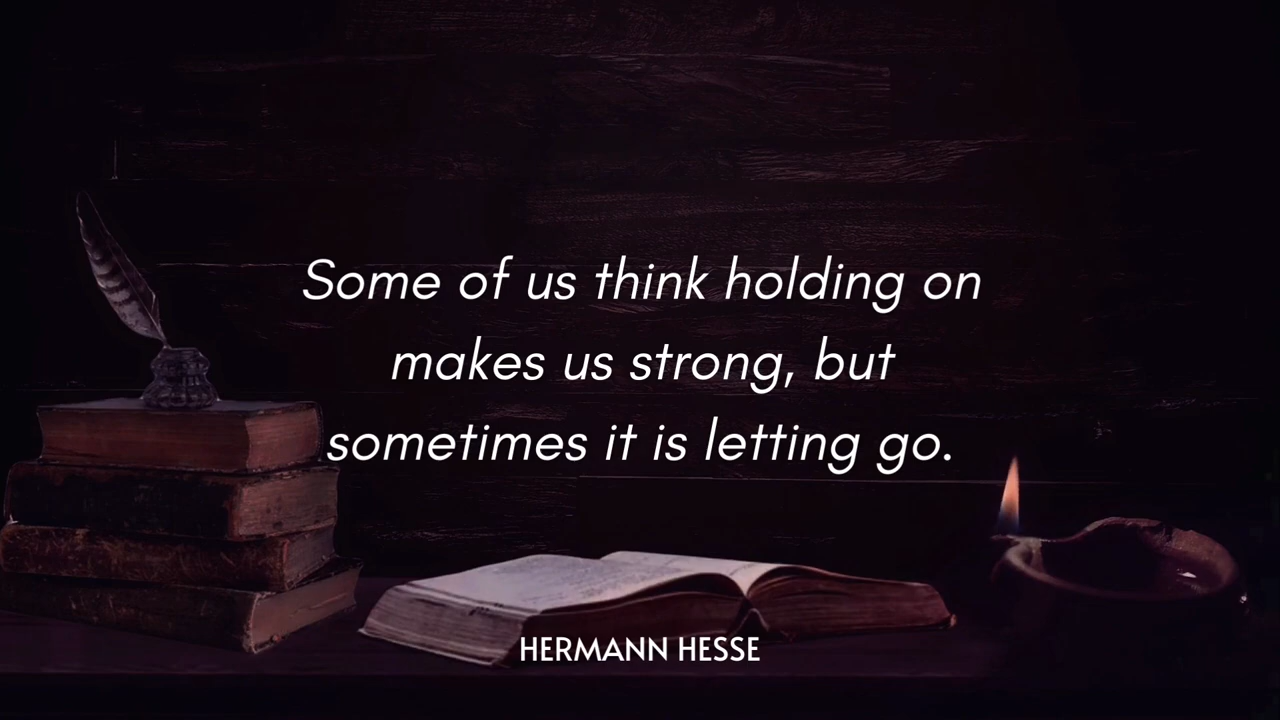 Some of us think holding on
makes us strong, but
sometimes it is letting go.
HERMANN HESSE